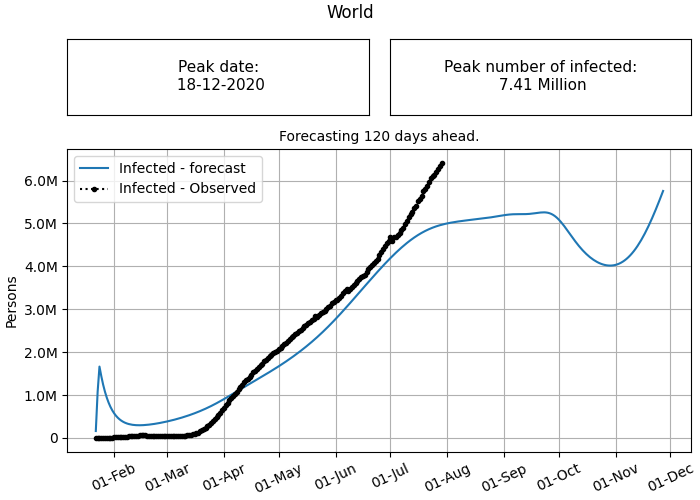 World
Peak date:
18-12-2020
Peak number of infected:
7.41 Million
Forecasting 120 days ahead.
Infected - forecast
Infected - Observed
Persons
6.0M
5.0M
4.0M
3.0M
2.0M
1.0M
0
01-Feb
01-Mar
01-Apr
01-May
01-Jun
01-Jul
01-Aug
01-Sep
01-Oct
01-Nov
01-Dec